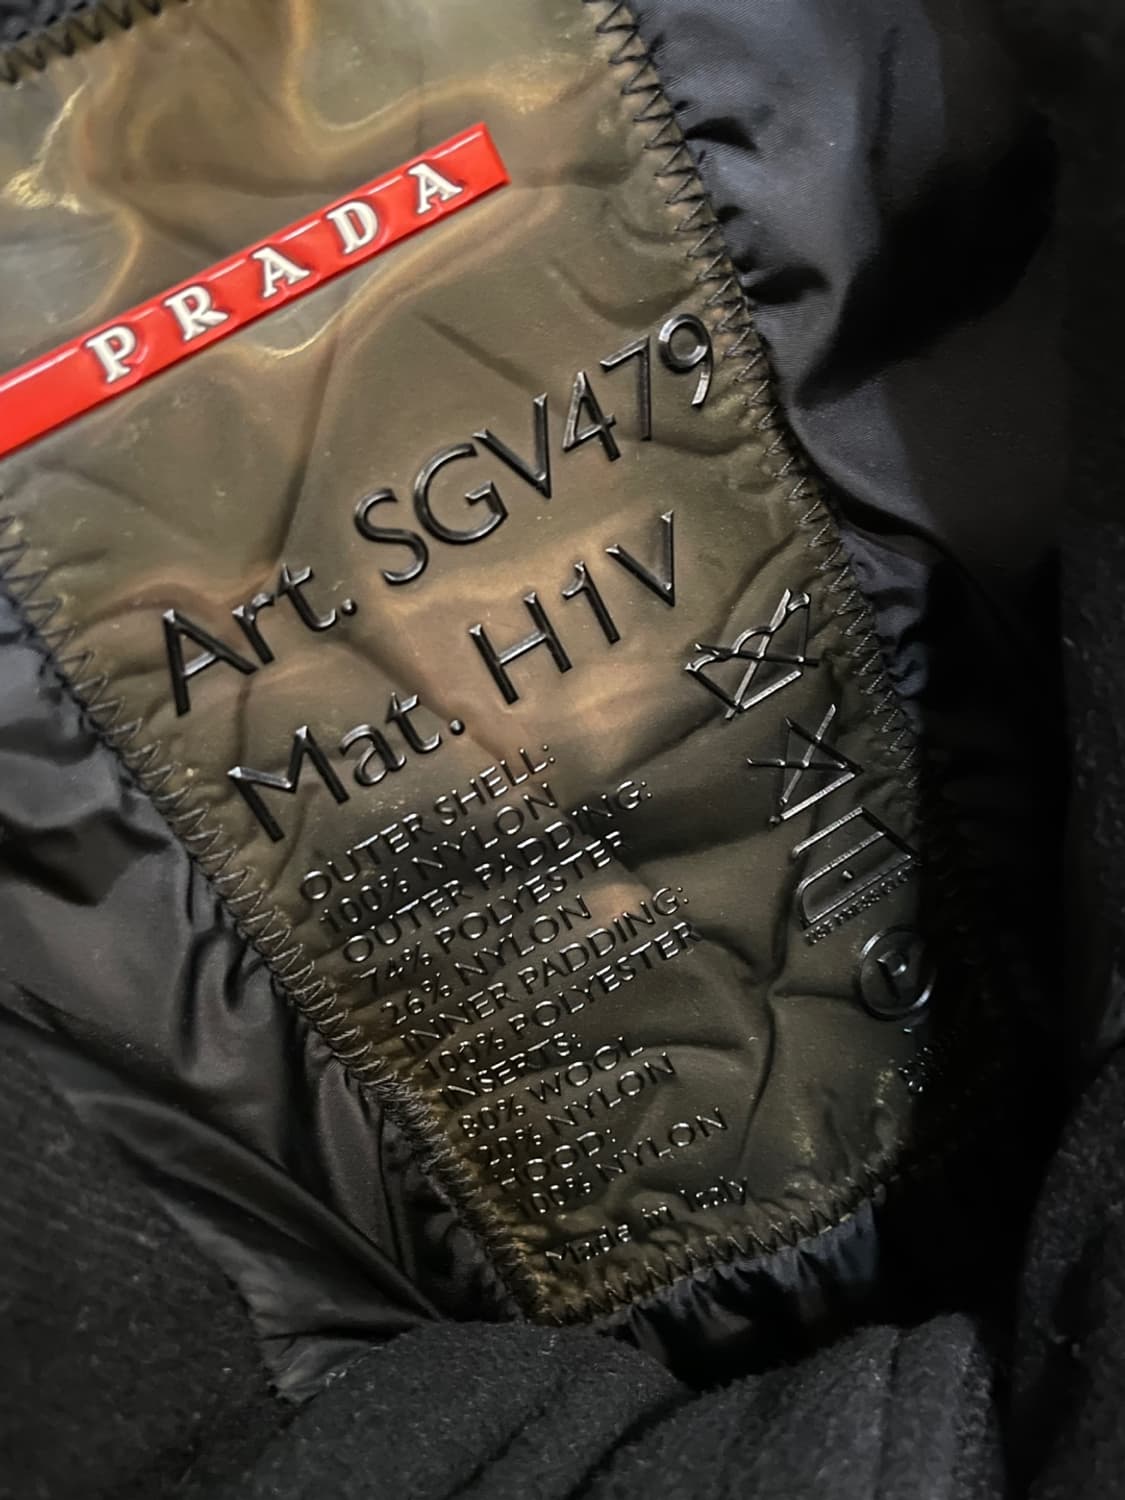 PRADA
Art. SGV479
Mat. H1V
OUTER SHELL:
100% NYLON
OUTER PADDING:
74% POLYESTER
26% NYLON
INNER PADDING:
100% POLYESTER
INSERTS:
80% WOOL
20% NYLON
HOOD:
100% NYLON
Made in Italy
P